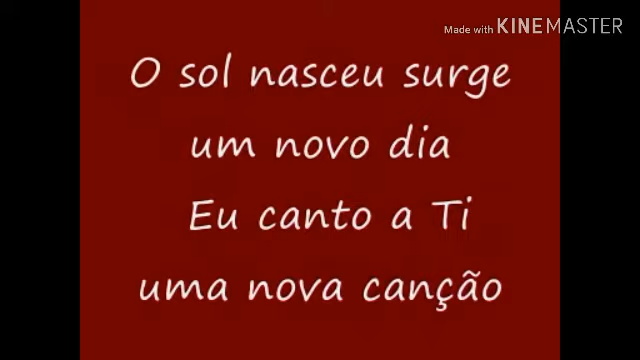 Made with KINEMASTER
O sol nasceu surge
um novo dia
Eu canto a Ti
uma nova canção